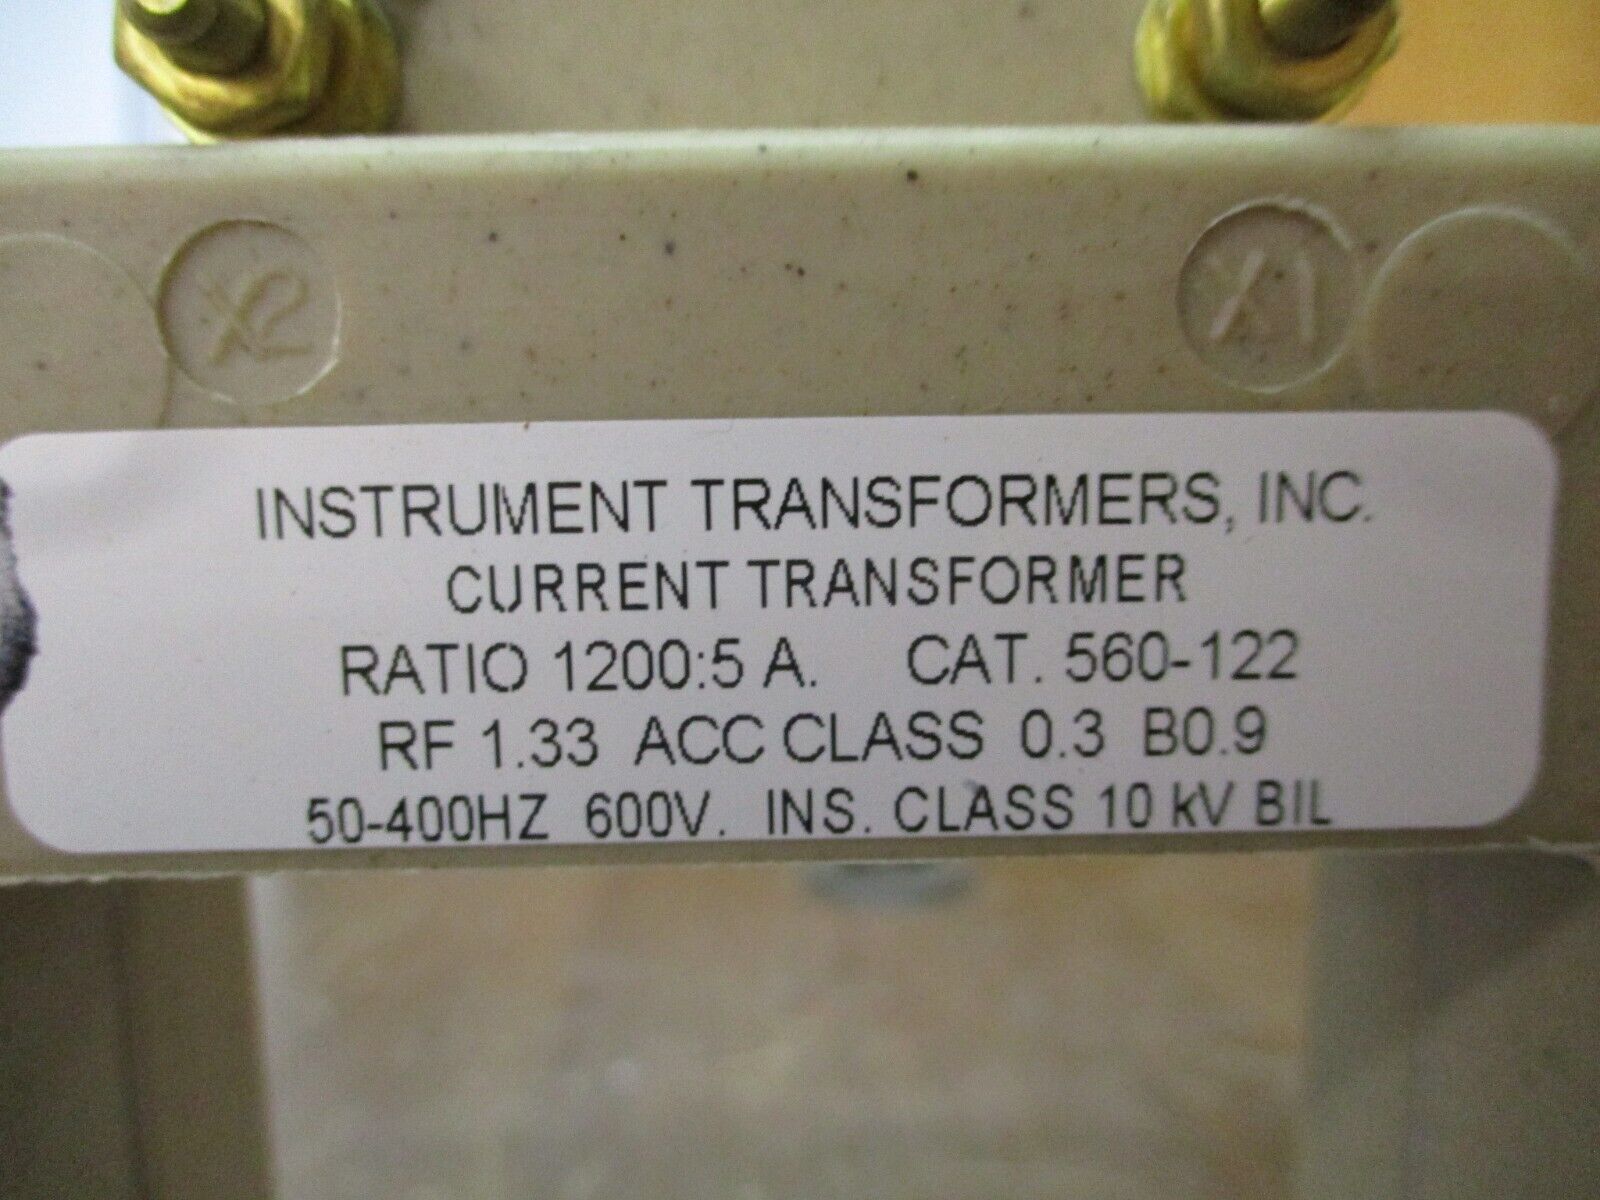 X2 X1
INSTRUMENT TRANSFORMERS, INC.
CURRENT TRANSFORMER
RATIO 1200:5 A. CAT. 560-122
RF 1.33 ACC CLASS 0.3 B0.9
50-400HZ 600V. INS. CLASS 10 kV BIL